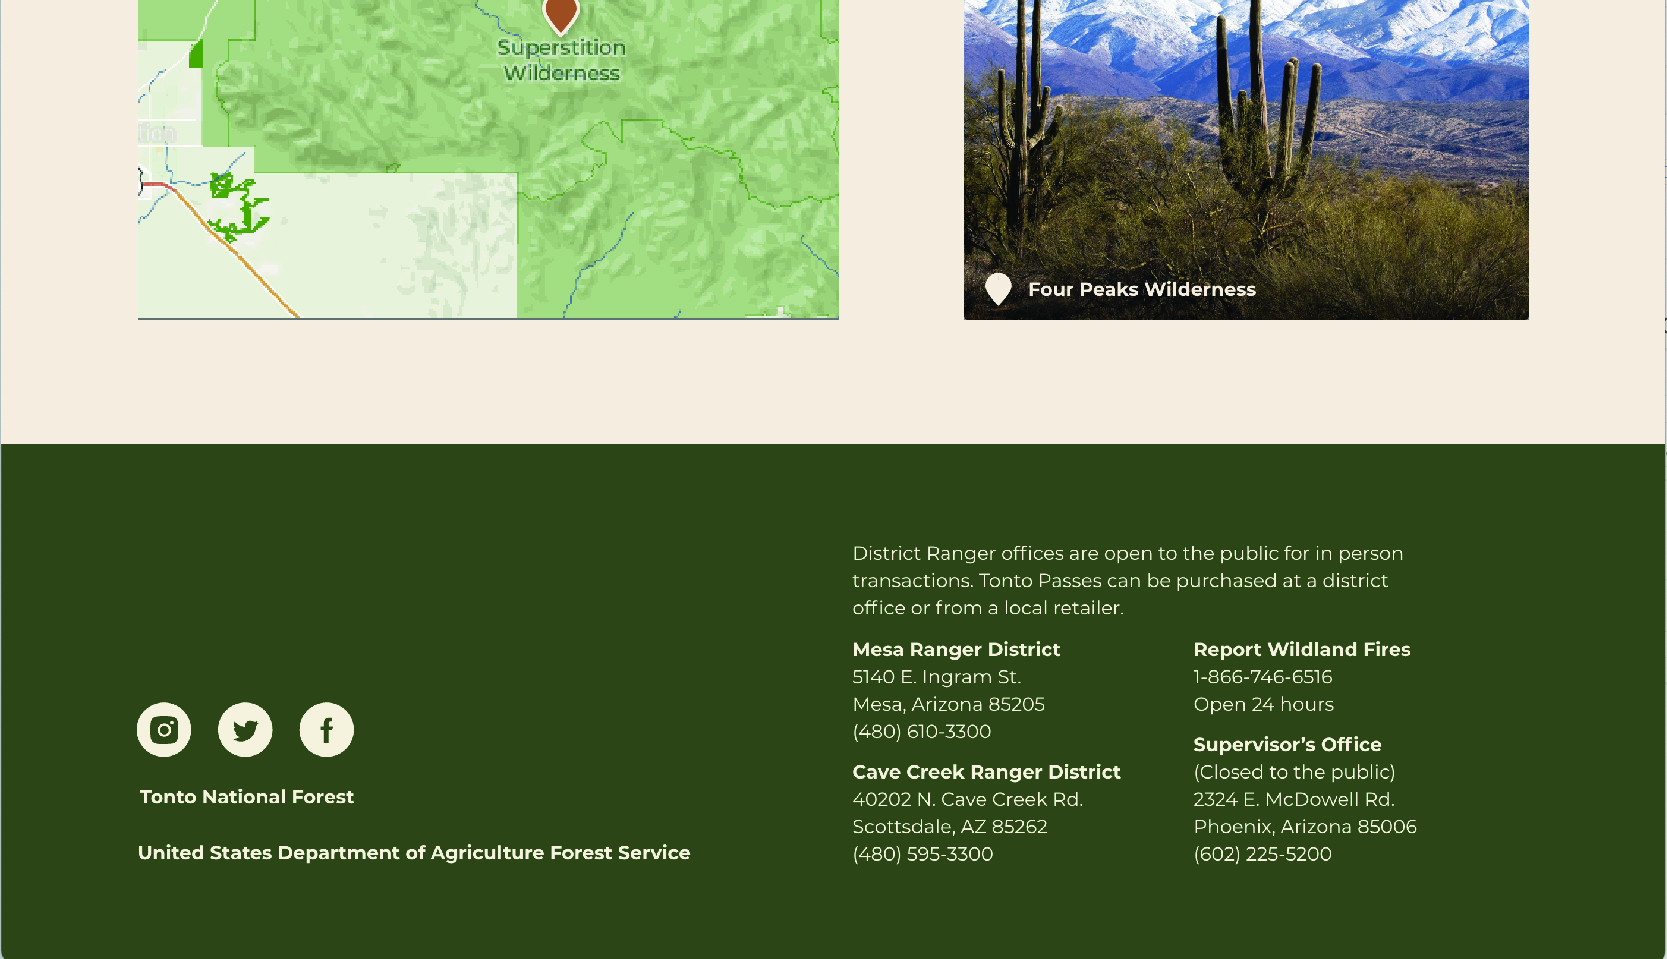 Superstition
Wilderness
Four Peaks Wilderness
District Ranger offices are open to the public for in person
transactions. Tonto Passes can be purchased at a district
office or from a local retailer.
Mesa Ranger District
5140 E. Ingram St.
Mesa, Arizona 85205
(480) 610-3300
Cave Creek Ranger District
40202 N. Cave Creek Rd.
Scottsdale, AZ 85262
(480) 595-3300
Report Wildland Fires
1-866-746-6516
Open 24 hours
Supervisor’s Office
(Closed to the public)
2324 E. McDowell Rd.
Phoenix, Arizona 85006
(602) 225-5200
Tonto National Forest
United States Department of Agriculture Forest Service